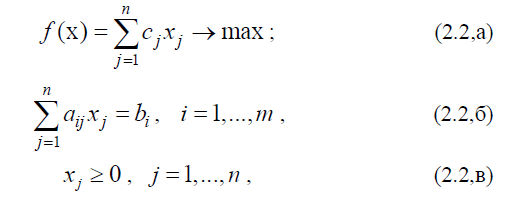 f(x) = ∑_{j=1}^{n} c_j x_j → max ; (2.2,а)
∑_{j=1}^{n} a_{ij} x_j = b_i , i = 1,...,m , (2.2,б)
x_j ≥ 0 , j = 1,...,n , (2.2,в)